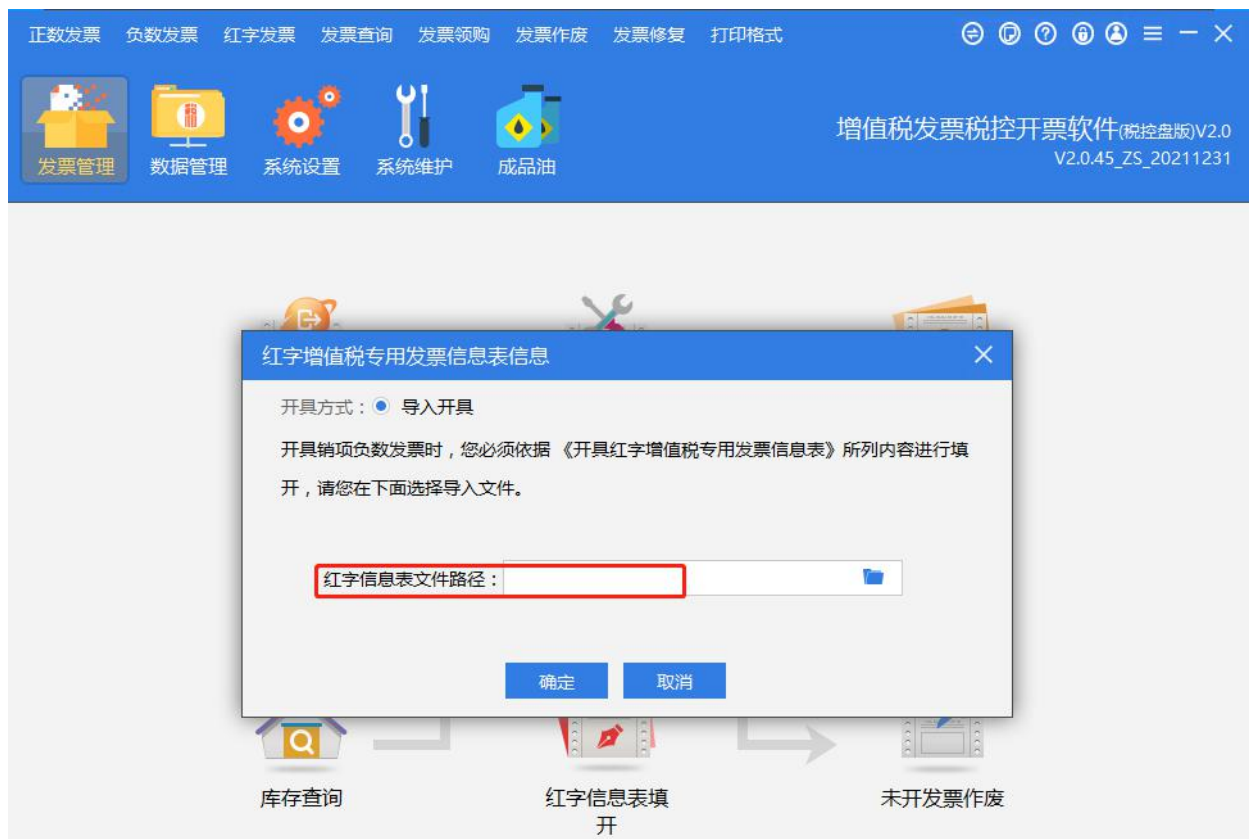 正数发票 负数发票 红字发票 发票查询 发票领购 发票作废 发票修复 打印格式
发票管理 数据管理 系统设置 系统维护 成品油
增值税发票税控开票软件(税控盘版)V2.0
V2.0.45_ZS_20211231
红字增值税专用发票信息表信息
开具方式：导入开具
开具销项负数发票时，您必须依据 《开具红字增值税专用发票信息表》所列内容进行填
开，请您在下面选择导入文件。
红字信息表文件路径：
确定 取消
库存查询 红字信息表填 未开发票作废
开